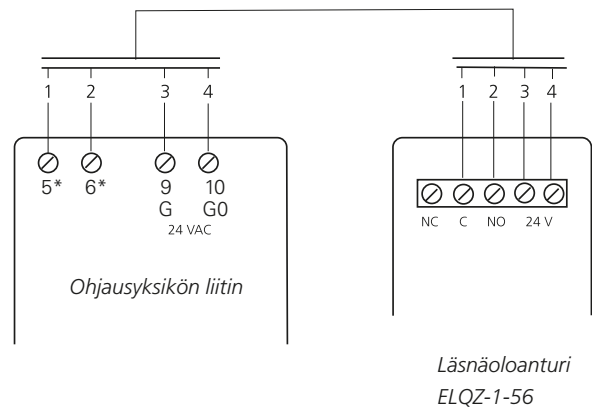 1 2 3 4
1 2 3 4
5* 6* 9 10
G G0
24 VAC
NC C NO 24 V
Ohjausyksikön liitin
Läsnäoloanturi
ELQZ-1-56